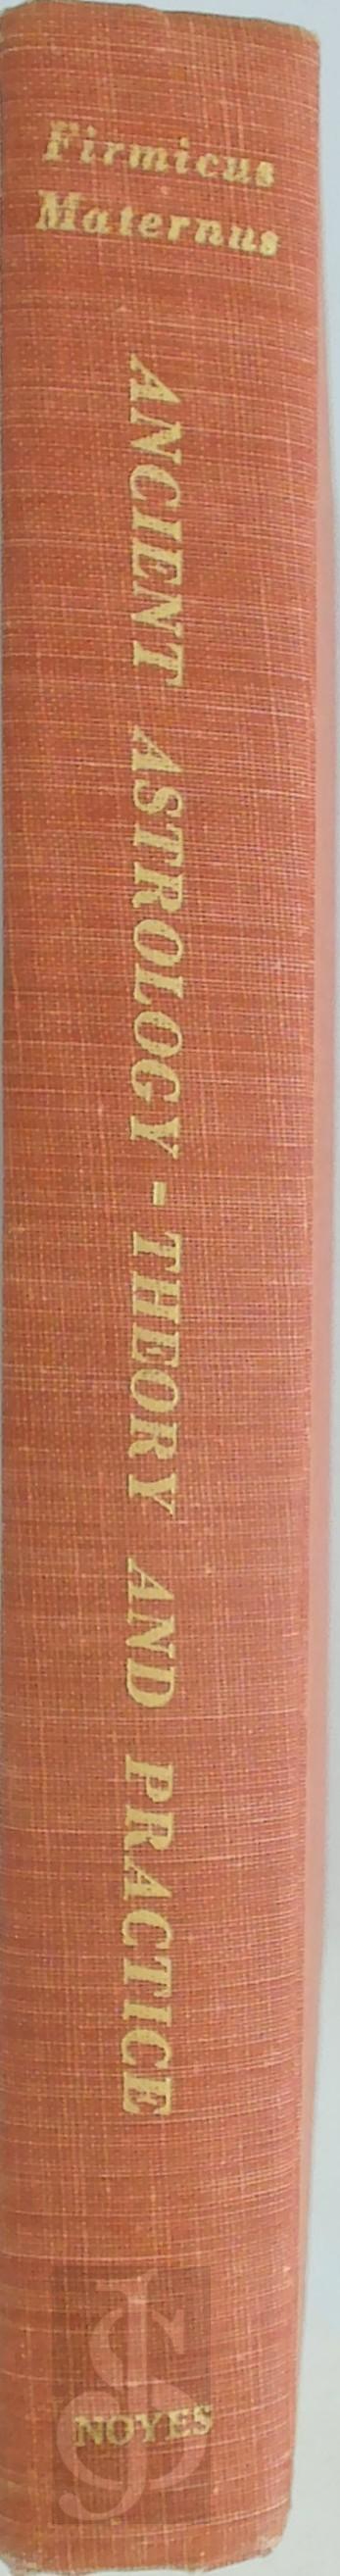 Firmicus
Maternus
ANCIENT ASTROLOGY - THEORY AND PRACTICE
NOYES